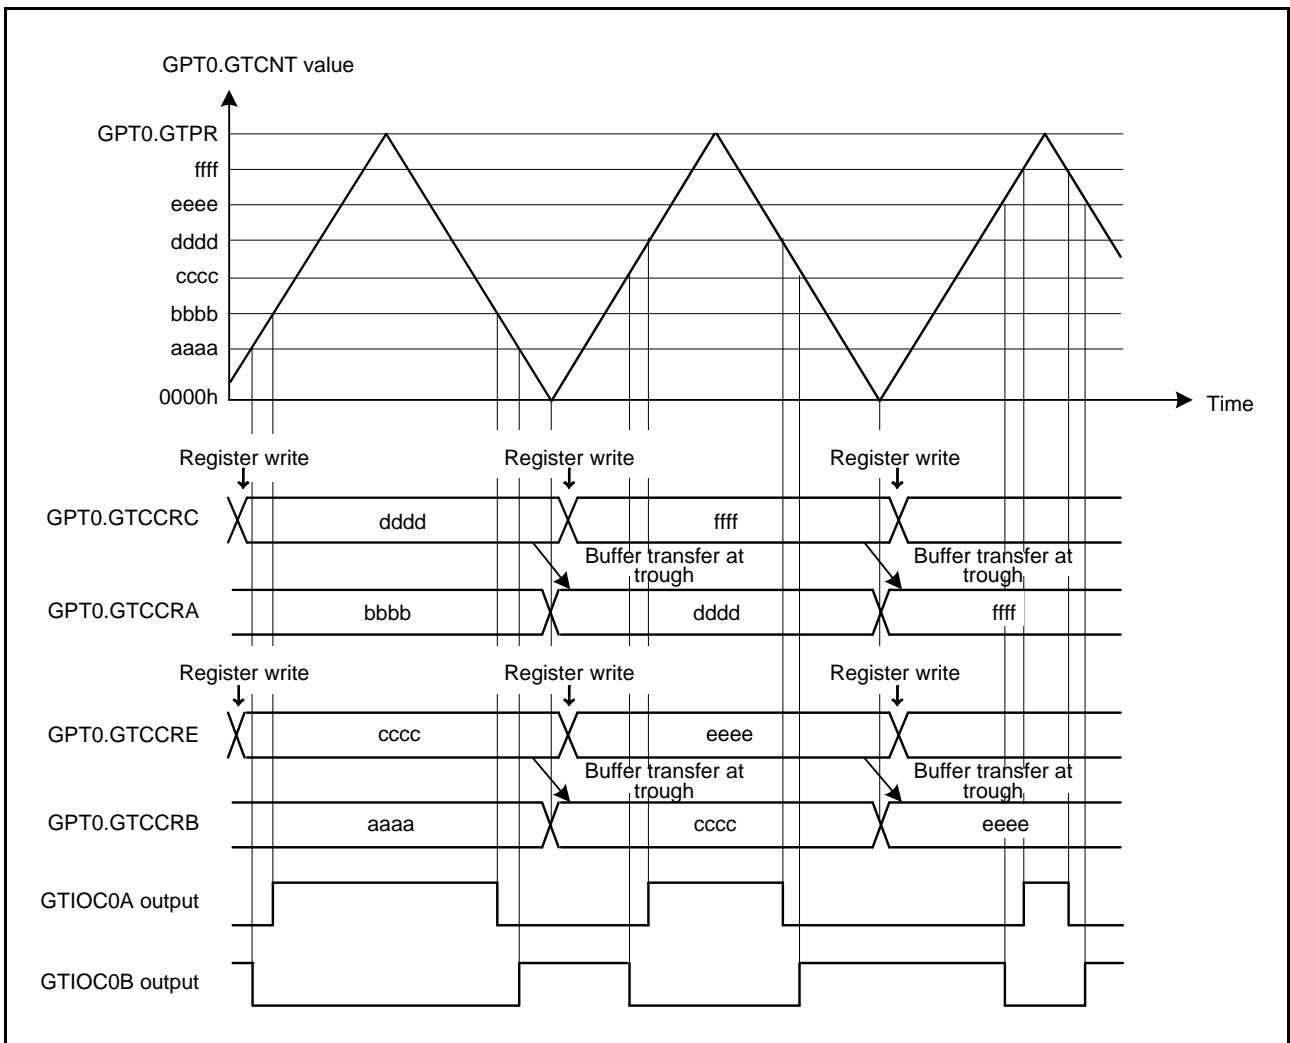 GPT0.GTCNT value
GPT0.GTPR
ffff
eeee
dddd
cccc
bbbb
aaaa
0000h
Time
Register write
Register write
Register write
GPT0.GTCCRC
dddd
ffff
Buffer transfer at
trough
Buffer transfer at
trough
GPT0.GTCCRA
bbbb
dddd
ffff
Register write
Register write
Register write
GPT0.GTCCRE
cccc
eeee
Buffer transfer at
trough
Buffer transfer at
trough
GPT0.GTCCRB
aaaa
cccc
eeee
GTIOC0A output
GTIOC0B output